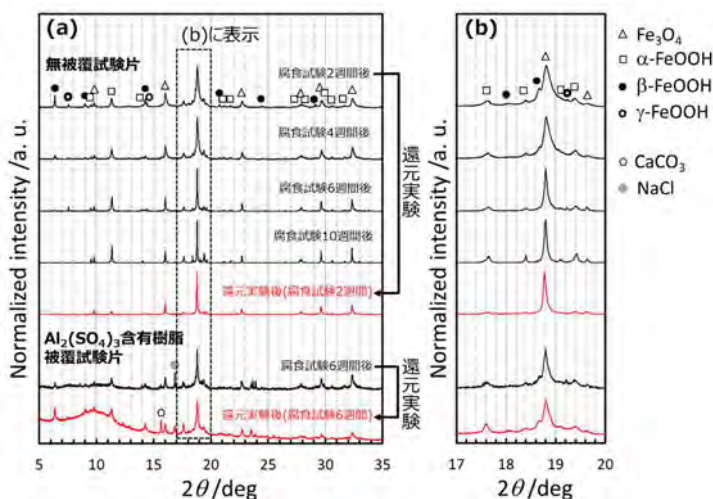 (a)
(b)に表示
無被覆試験片
腐食試験2週間後
腐食試験4週間後
腐食試験6週間後
腐食試験10週間後
還元実験後(腐食試験2週間)
還元実験
Al₂(SO₄)₃含有樹脂
被覆試験片
腐食試験6週間後
還元実験後(腐食試験6週間)
還元実験
Normalized intensity /a. u.
5 10 15 20 25 30 35
2θ/deg
(b)
Normalized intensity /a. u.
17 18 19 20
2θ/deg
Fe₃O₄
α-FeOOH
β-FeOOH
γ-FeOOH
CaCO₃
NaCl